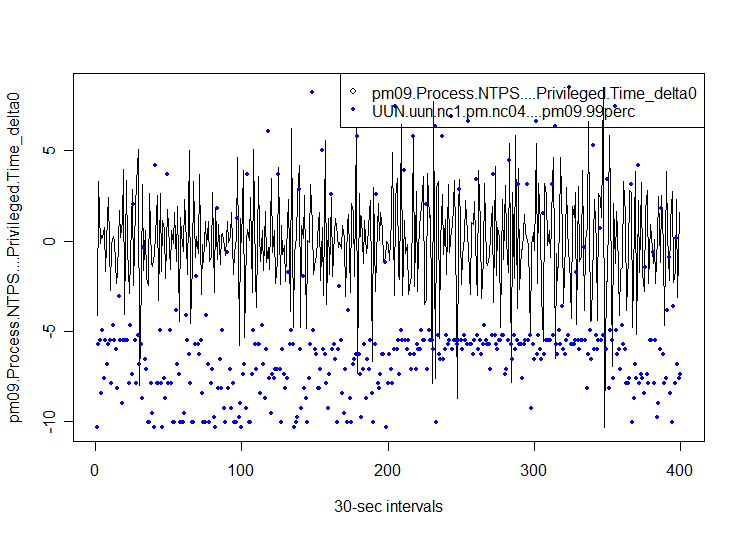 pm09.Process.NTPS....Privileged.Time_delta0
UUN.uun.nc1.pm.nc04....pm09.99perc
pm09.Process.NTPS....Privileged.Time_delta0
5
0
-5
-10
0
100
200
300
400
30-sec intervals